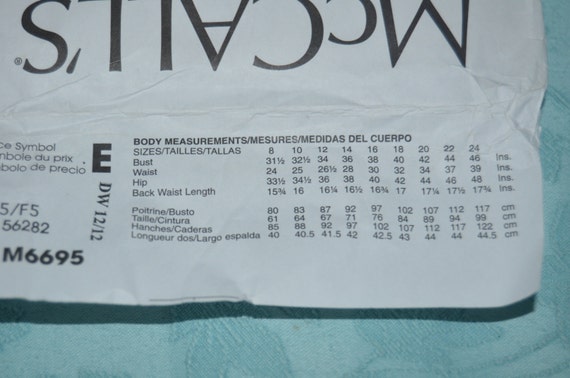 McCALL'S®
ce Symbol
nbole du prix
bolo de precio
E
DW 12/12
5/F5
56282
M6695
BODY MEASUREMENTS/MESURES/MEDIDAS DEL CUERPO
SIZES/TAILLES/TALLAS 8 10 12 14 16 18 20 22 24
Bust 31½ 32½ 34 36 38 40 42 44 46 Ins.
Waist 24 25 26½ 28 30 32 34 37 39 Ins.
Hip 33½ 34½ 36 38 40 42 44 46 48 Ins.
Back Waist Length 15¾ 16 16¼ 16½ 16¾ 17 17¼ 17½ 17¾ Ins.
Poitrine/Busto 80 83 87 92 97 102 107 112 117 cm
Taille/Cintura 61 64 67 71 76 84 89 94 99 cm
Hanches/Caderas 85 88 92 97 102 107 112 117 122 cm
Longueur dos/Largo espalda 40 40.5 41.5 42 42.5 43 44 44 44.5 cm